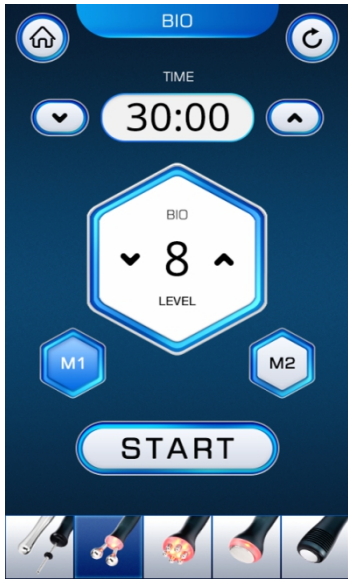 BIO
TIME
30:00
BIO
8
LEVEL
M1
M2
START